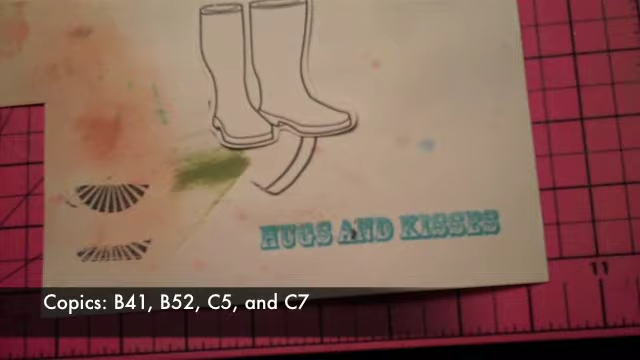 HUGS AND KISSES
11
Copics: B41, B52, C5, and C7